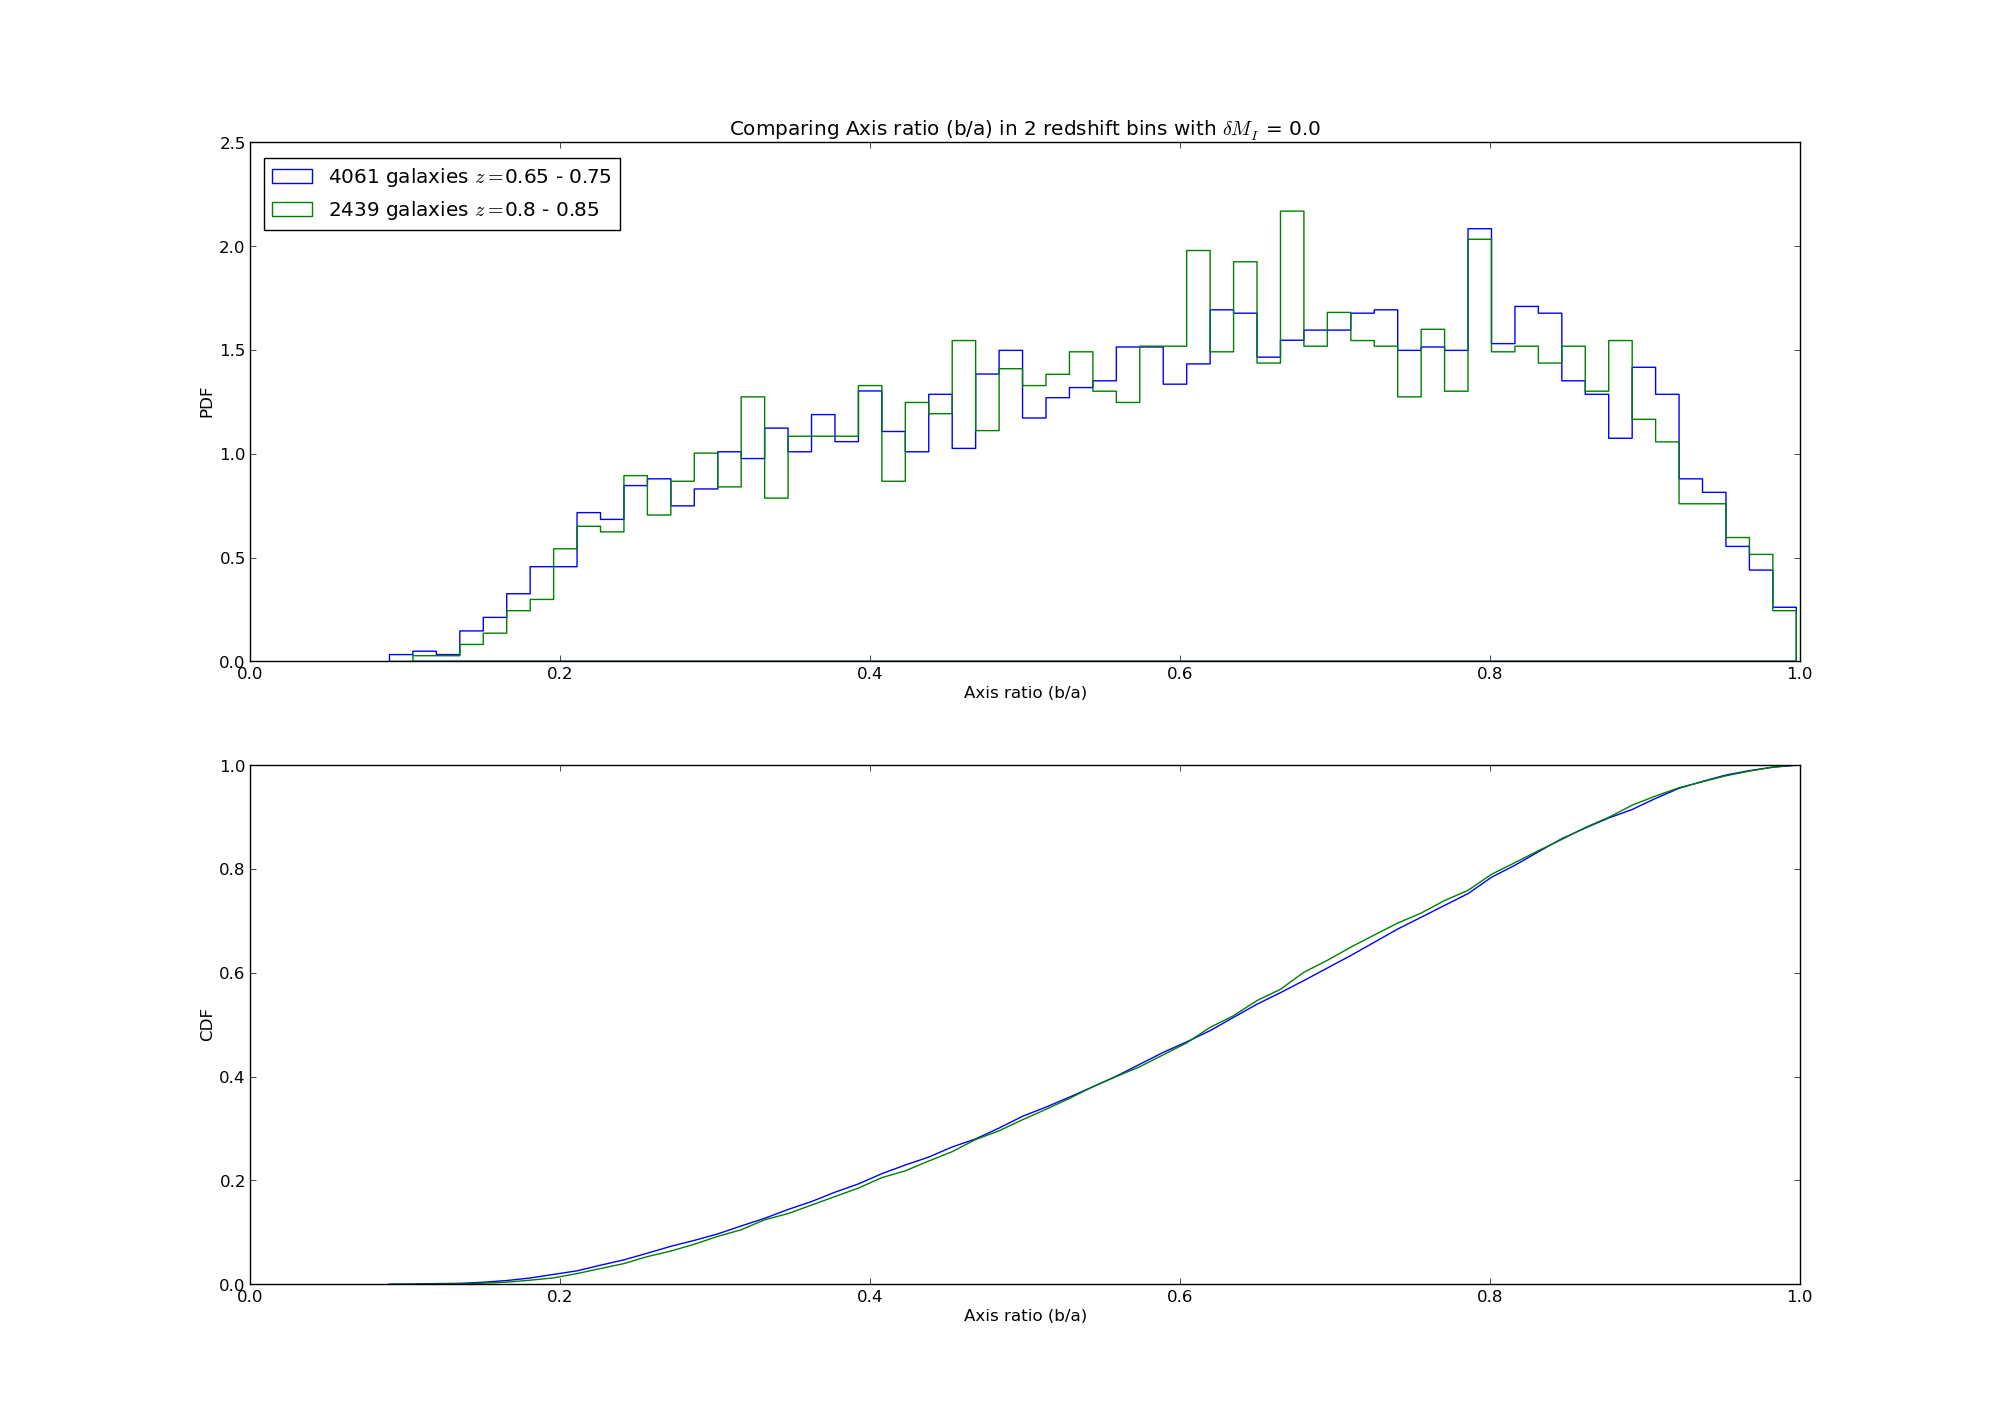 Comparing Axis ratio (b/a) in 2 redshift bins with δM_I = 0.0
2.5
4061 galaxies z=0.65 - 0.75
2439 galaxies z=0.8 - 0.85
2.0
1.5
PDF
1.0
0.5
0.0
0.0 0.2 0.4 0.6 0.8 1.0
Axis ratio (b/a)
1.0
0.8
0.6
CDF
0.4
0.2
0.0
0.0 0.2 0.4 0.6 0.8 1.0
Axis ratio (b/a)